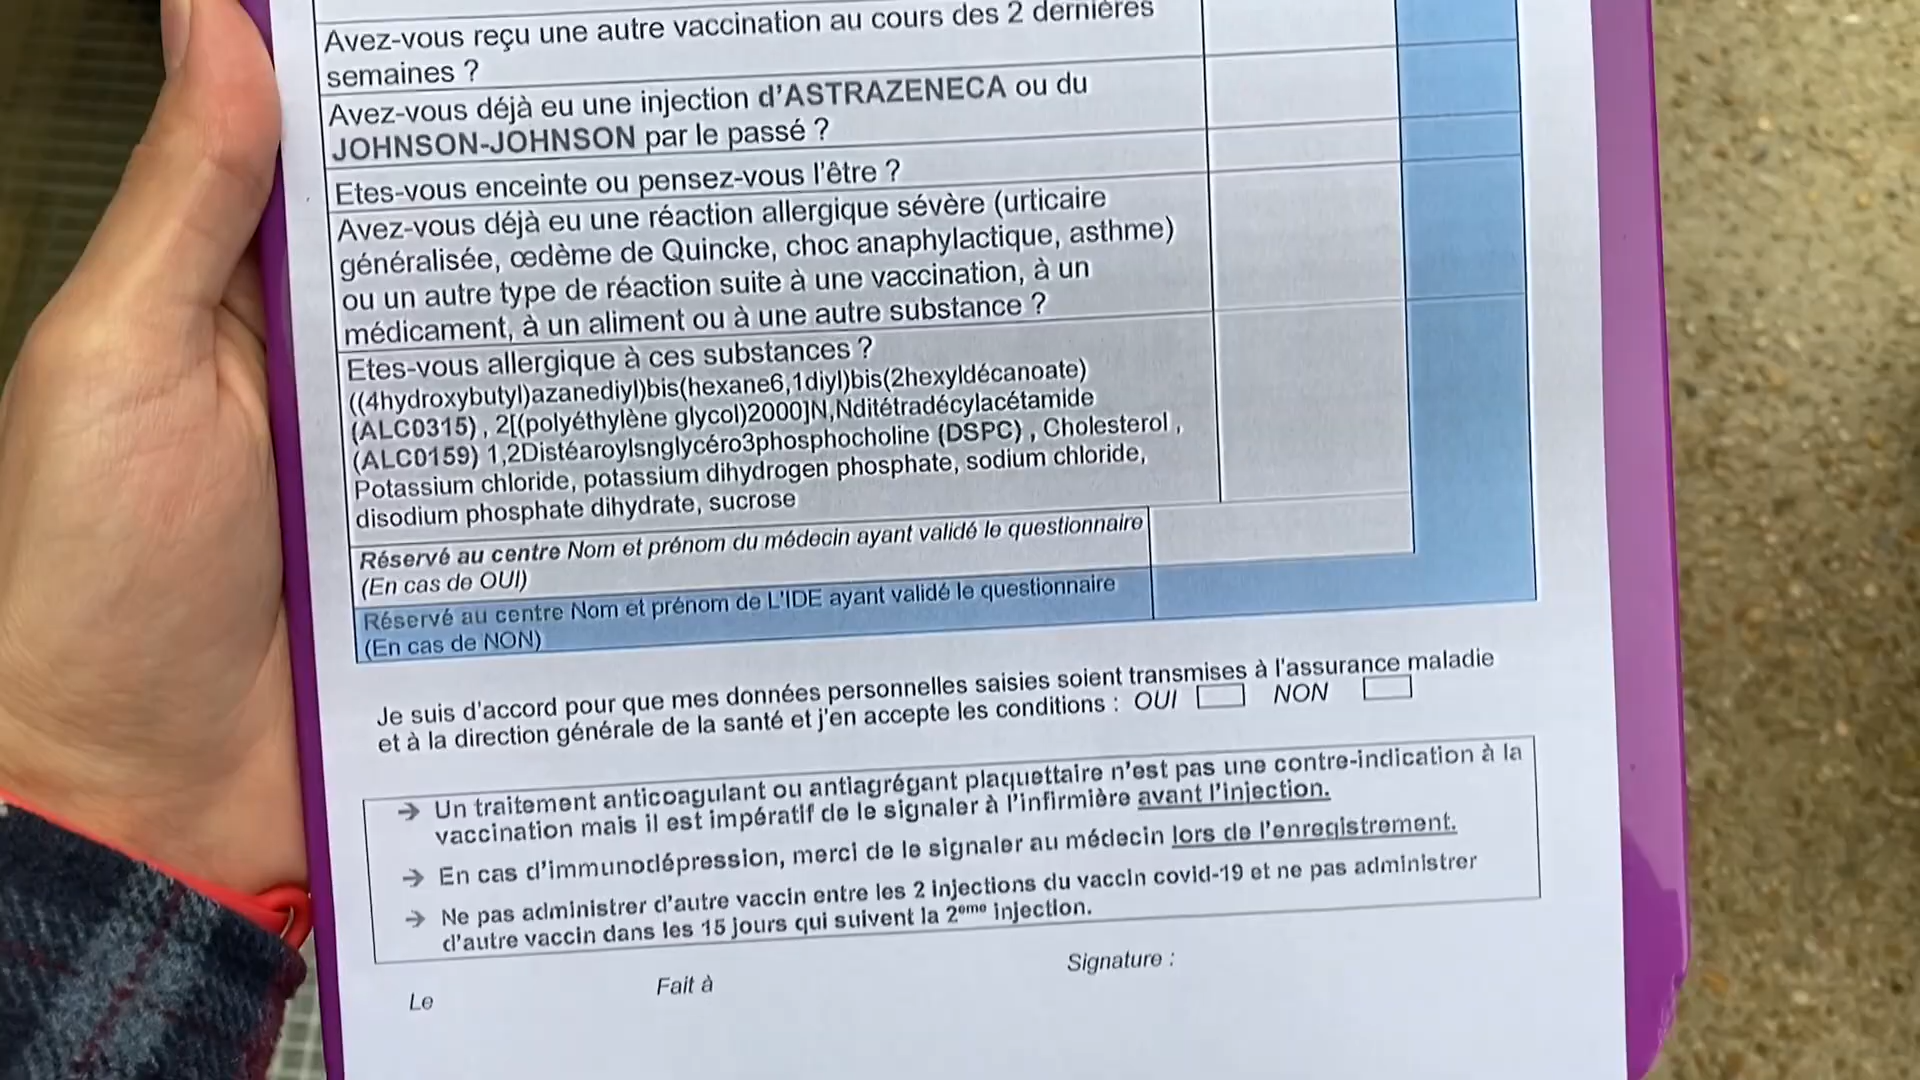 Avez-vous reçu une autre vaccination au cours des 2 dernières
semaines ?
Avez-vous déjà eu une injection d'ASTRAZENECA ou du
JOHNSON-JOHNSON par le passé ?
Etes-vous enceinte ou pensez-vous l'être ?
Avez-vous déjà eu une réaction allergique sévère (urticaire
généralisée, œdème de Quincke, choc anaphylactique, asthme)
ou un autre type de réaction suite à une vaccination, à un
médicament, à un aliment ou à une autre substance ?
Etes-vous allergique à ces substances ?
((4hydroxybutyl)azanediyl)bis(hexane6,1diyl)bis(2hexyldécanoate)
(ALC0315) , 2[(polyéthylène glycol)2000]N,Nditétradécylacétamide
(ALC0159) 1,2Distéaroylsnglycéro3phosphocholine (DSPC) , Cholesterol ,
Potassium chloride, potassium dihydrogen phosphate, sodium chloride,
disodium phosphate dihydrate, sucrose
Réservé au centre Nom et prénom du médecin ayant validé le questionnaire
(En cas de OUI)
Réservé au centre Nom et prénom de L'IDE ayant validé le questionnaire
(En cas de NON)
Je suis d'accord pour que mes données personnelles saisies soient transmises à l'assurance maladie
et à la direction générale de la santé et j'en accepte les conditions : OUI NON
→ Un traitement anticoagulant ou antiagrégant plaquettaire n'est pas une contre-indication à la
vaccination mais il est impératif de le signaler à l'infirmière avant l'injection.
→ En cas d'immunodépression, merci de le signaler au médecin lors de l'enregistrement.
→ Ne pas administrer d'autre vaccin entre les 2 injections du vaccin covid-19 et ne pas administrer
d'autre vaccin dans les 15 jours qui suivent la 2eme injection.
Le Fait à Signature :